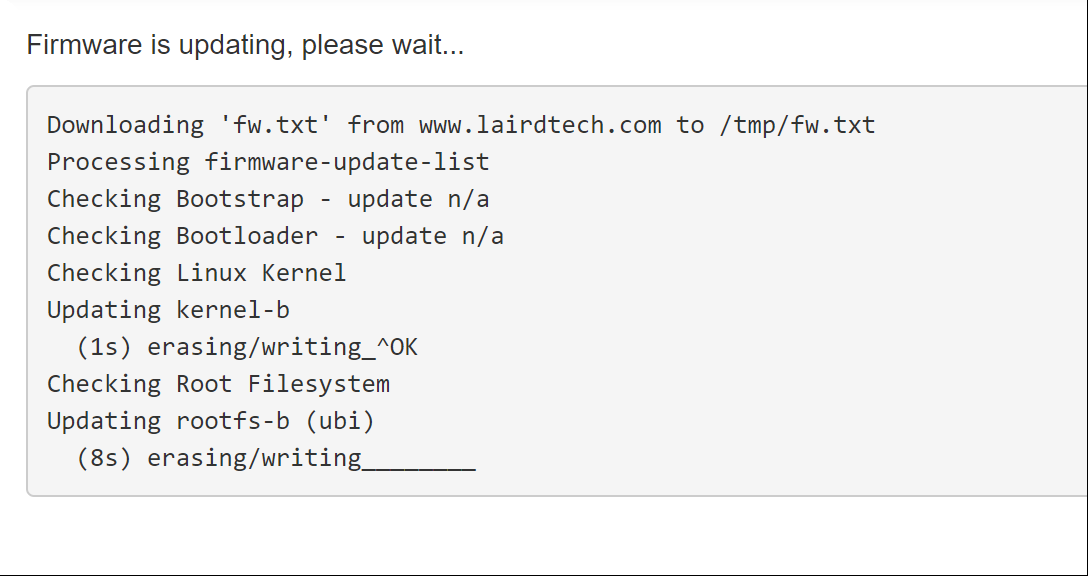 Firmware is updating, please wait...
Downloading 'fw.txt' from www.lairdtech.com to /tmp/fw.txt
Processing firmware-update-list
Checking Bootstrap - update n/a
Checking Bootloader - update n/a
Checking Linux Kernel
Updating kernel-b
  (1s) erasing/writing_^OK
Checking Root Filesystem
Updating rootfs-b (ubi)
  (8s) erasing/writing________